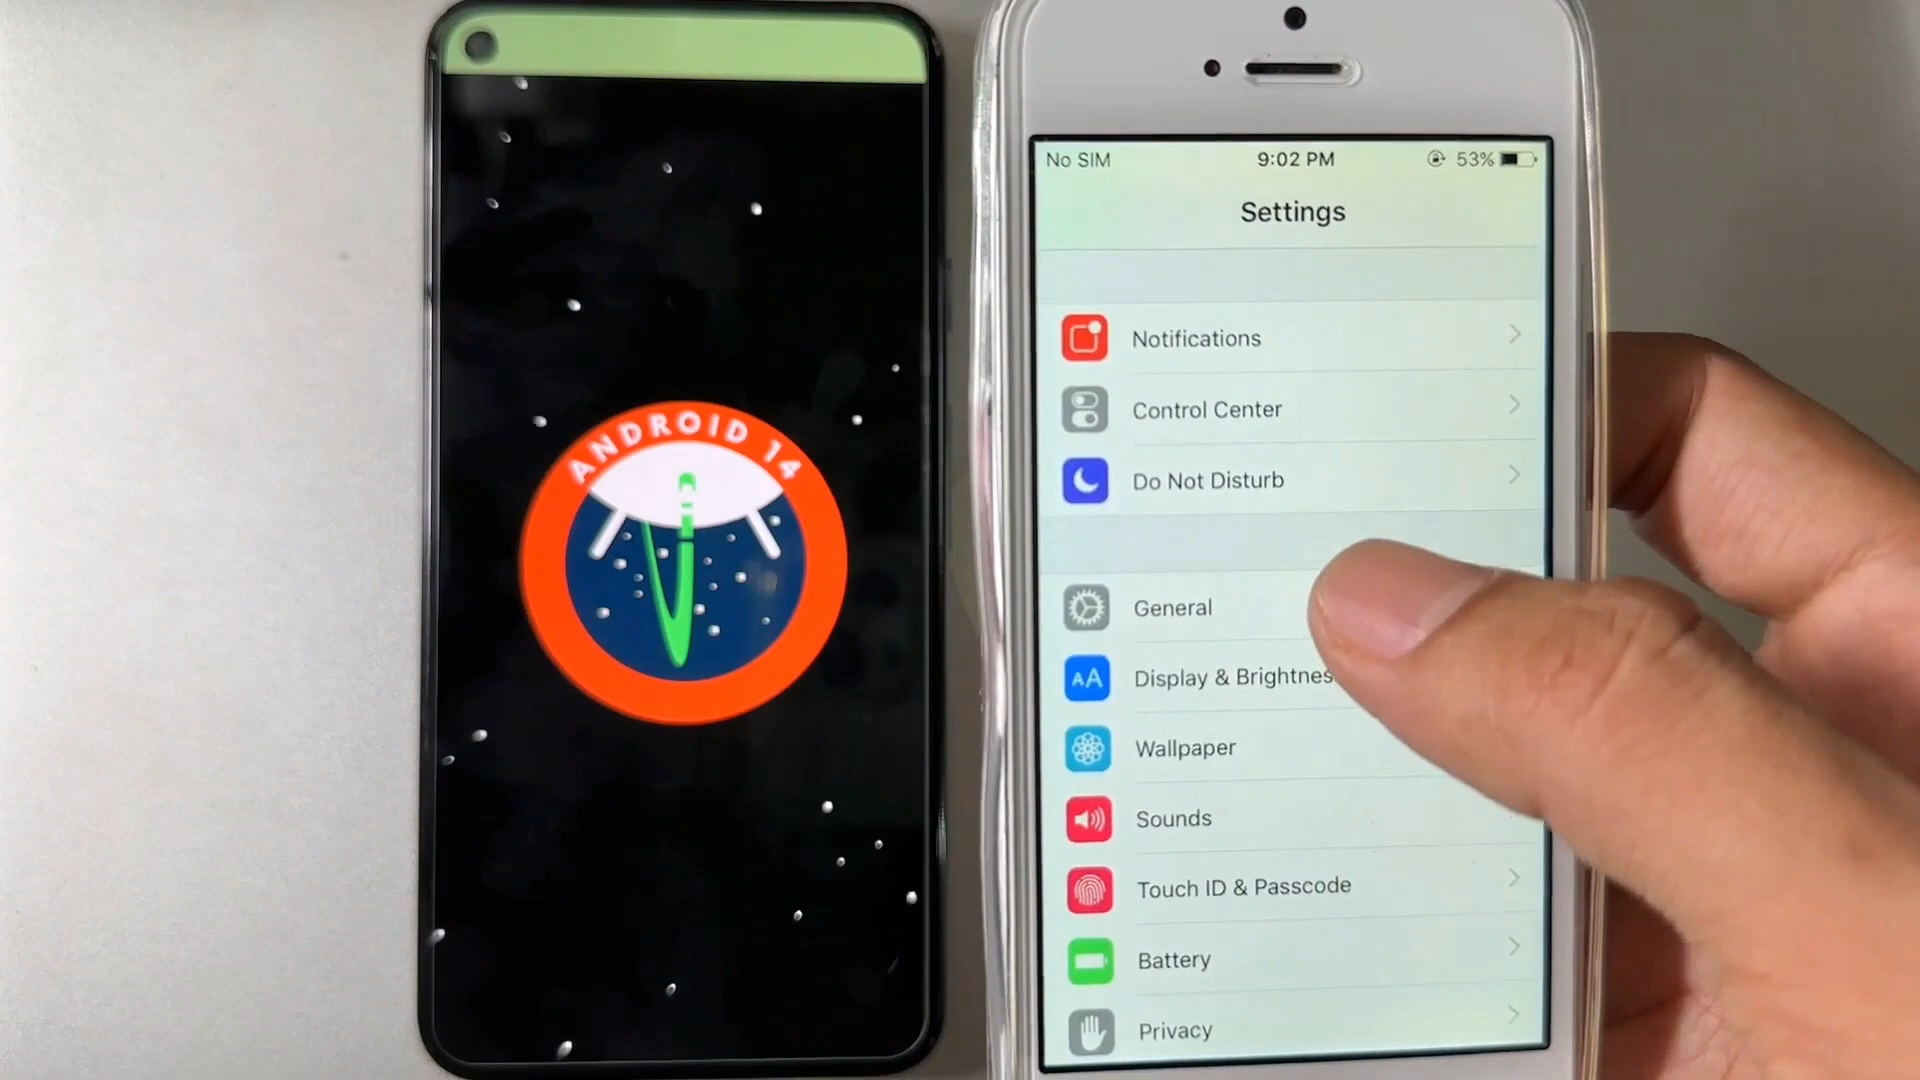 ANDROID 14
No SIM 9:02 PM 53%
Settings
Notifications
Control Center
Do Not Disturb
General
AA Display & Brightnes
Wallpaper
Sounds
Touch ID & Passcode
Battery
Privacy